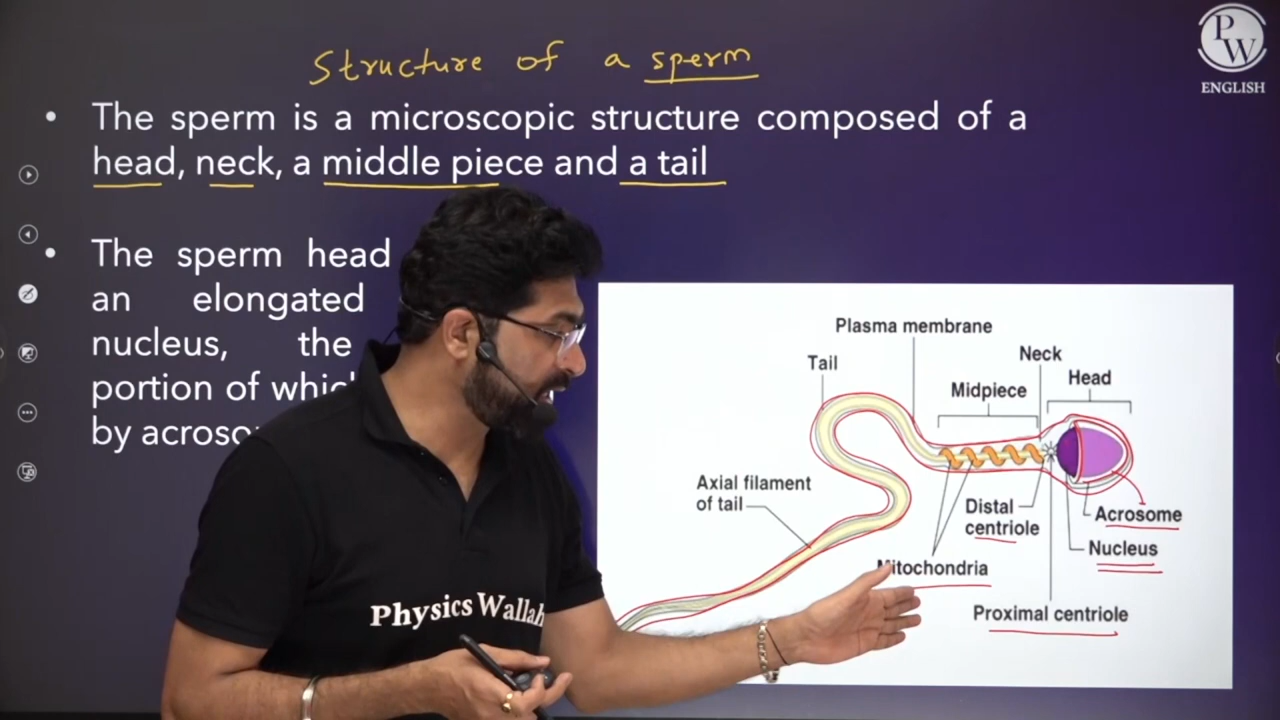 Structure of a sperm
PW
ENGLISH
• The sperm is a microscopic structure composed of a
head, neck, a middle piece and a tail
• The sperm head
an elongated
nucleus, the
portion of
by
Plasma membrane
Neck
Tail
Head
Midpiece
Axial filament
of tail
Distal
centriole
Acrosome
Nucleus
Mitochondria
Proximal centriole
Physics Wallah